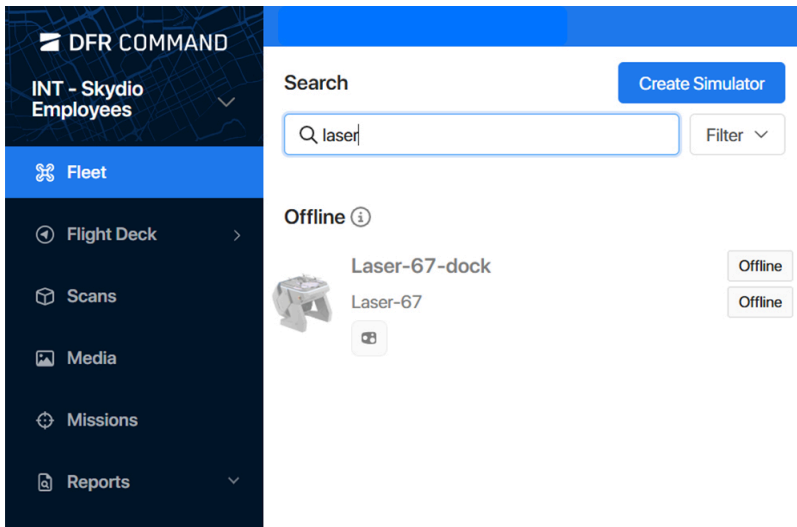 DFR COMMAND
INT - Skydio
Employees
Fleet
Flight Deck
Scans
Media
Missions
Reports
Search
Create Simulator
laser
Filter
Offline
Laser-67-dock
Offline
Laser-67
Offline